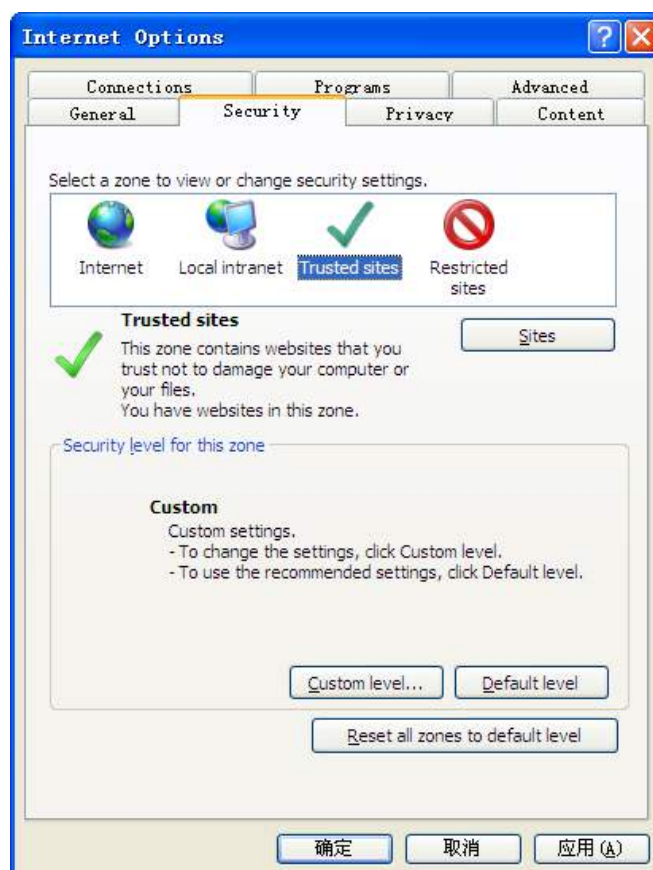 Internet Options
Connections Programs Advanced
General Security Privacy Content
Select a zone to view or change security settings.
Internet Local intranet Trusted sites Restricted
sites
Trusted sites
Sites
This zone contains websites that you
trust not to damage your computer or
your files.
You have websites in this zone.
Security level for this zone
Custom
Custom settings.
- To change the settings, click Custom level.
- To use the recommended settings, click Default level.
Custom level... Default level
Reset all zones to default level
确定 取消 应用(A)